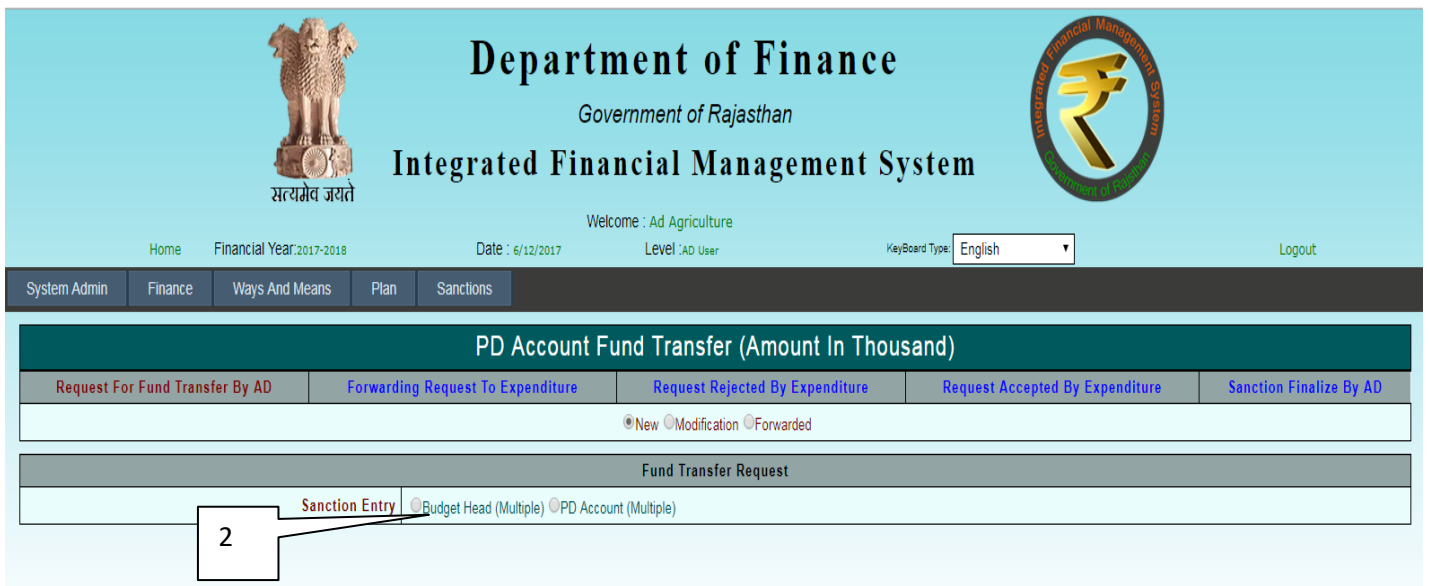 Department of Finance
Government of Rajasthan
Integrated Financial Management System
सत्यमेव जयते
Integrated Financial Management System
Government of Rajsthan
Welcome : Ad Agriculture
Home Financial Year:2017-2018 Date : 6/12/2017 Level :AD User KeyBoard Type: English Logout
System Admin Finance Ways And Means Plan Sanctions
PD Account Fund Transfer (Amount In Thousand)
Request For Fund Transfer By AD Forwarding Request To Expenditure Request Rejected By Expenditure Request Accepted By Expenditure Sanction Finalize By AD
New Modification Forwarded
Fund Transfer Request
Sanction Entry Budget Head (Multiple) PD Account (Multiple)
2